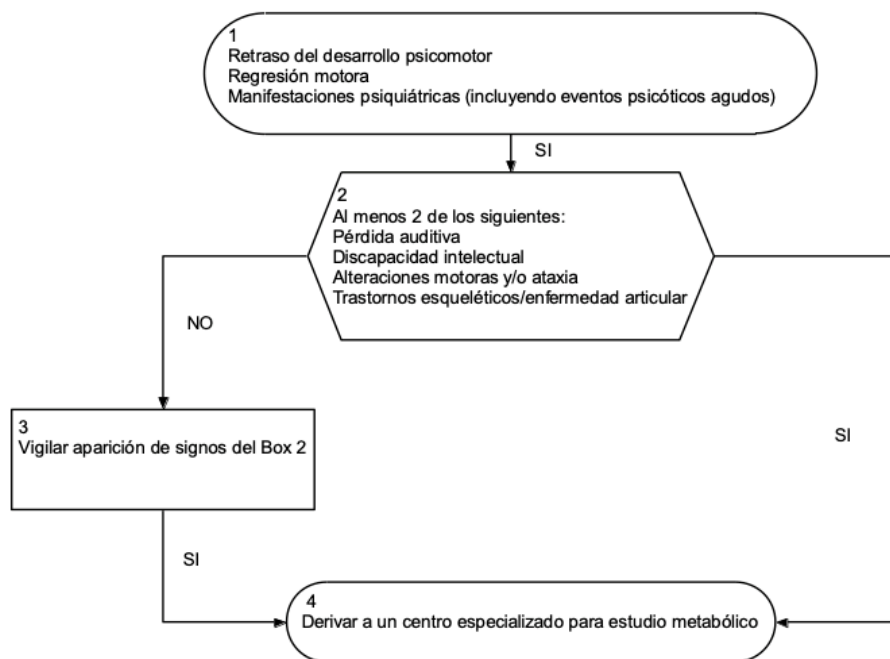 1
Retraso del desarrollo psicomotor
Regresión motora
Manifestaciones psiquiátricas (incluyendo eventos psicóticos agudos)
SI
2
Al menos 2 de los siguientes:
Pérdida auditiva
Discapacidad intelectual
Alteraciones motoras y/o ataxia
Trastornos esqueléticos/enfermedad articular
NO
3
Vigilar aparición de signos del Box 2
SI
SI
4
Derivar a un centro especializado para estudio metabólico